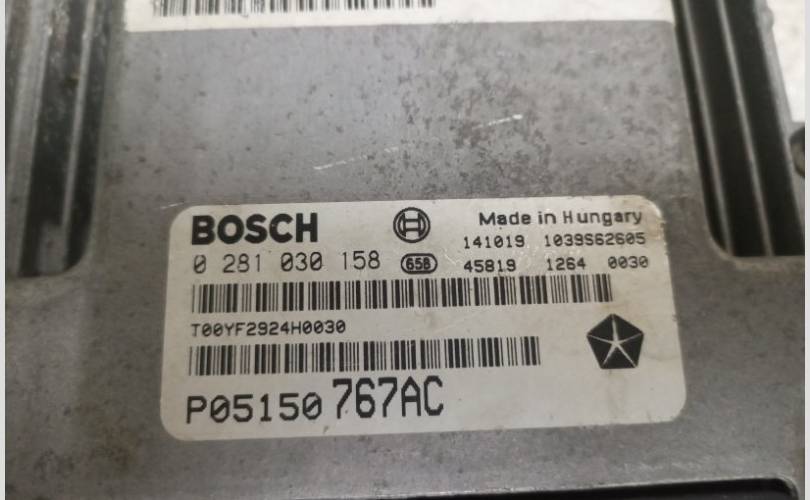 BOSCH
Made in Hungary
141019 1039S62605
0 281 030 158 658 45819 1264 0030
T00YF2924H0030
P05150767AC